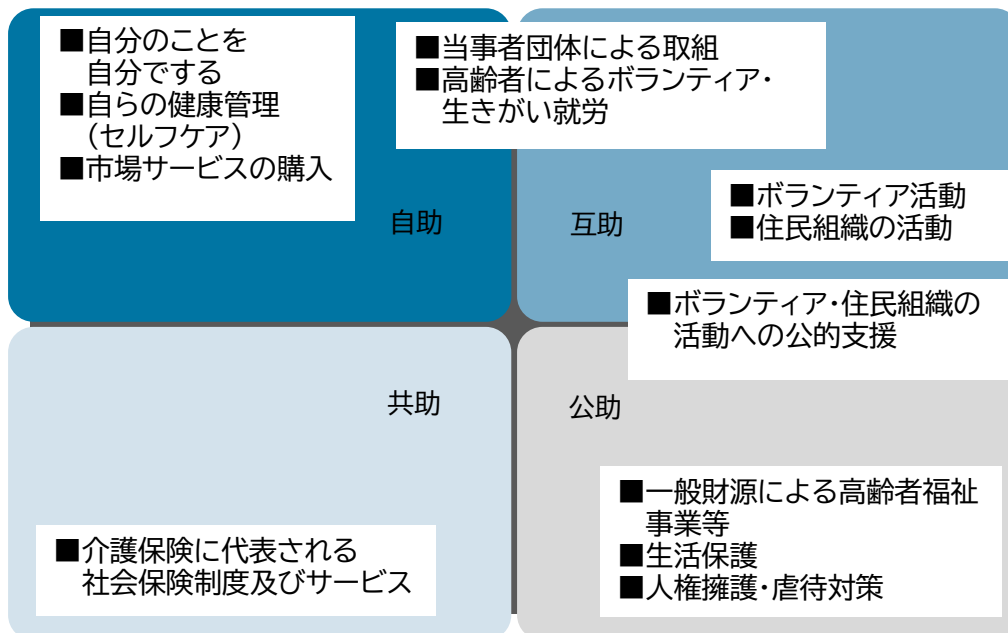 ■自分のことを
自分でする
■自らの健康管理
（セルフケア）
■市場サービスの購入
■当事者団体による取組
■高齢者によるボランティア・
生きがい就労
自助
互助
■ボランティア活動
■住民組織の活動
■ボランティア・住民組織の
活動への公的支援
共助
公助
■介護保険に代表される
社会保険制度及びサービス
■一般財源による高齢者福祉
事業等
■生活保護
■人権擁護・虐待対策